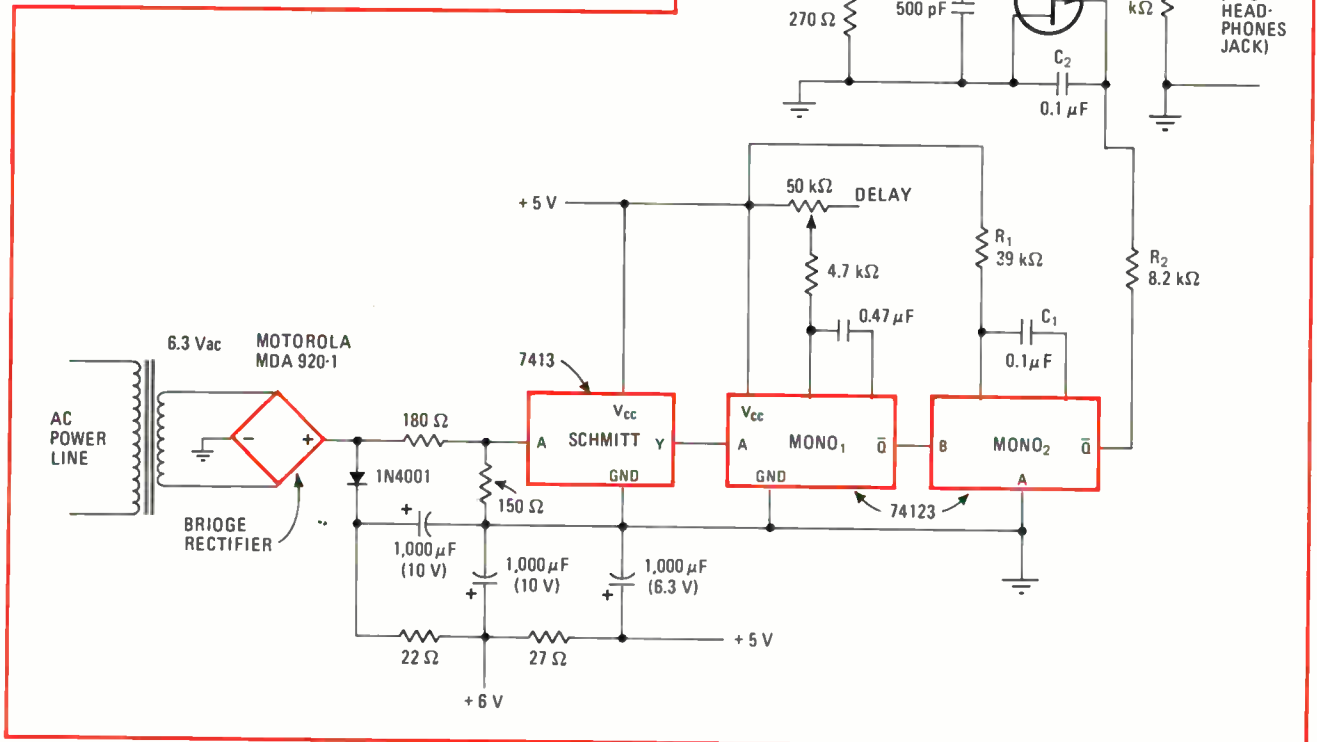 270 Ω
500 pF
kΩ
HEAD-
PHONES
JACK)
C2
0.1 µF
+ 5 V
50 kΩ
DELAY
4.7 kΩ
R1
39 kΩ
R2
8.2 kΩ
0.47 µF
C1
0.1µF
6.3 Vac
MOTOROLA
MDA 920-1
7413
AC
POWER
LINE
-
+
180 Ω
VCC
A
SCHMITT
Y
GND
VCC
A
MONO1
Q̅
GND
B
MONO2
Q̅
A
1N4001
150 Ω
74123
BRIDGE
RECTIFIER
+
1,000 µF
(10 V)
1,000 µF
(10 V)
+
1,000 µF
(6.3 V)
+
22 Ω
27 Ω
+ 5 V
+ 6 V